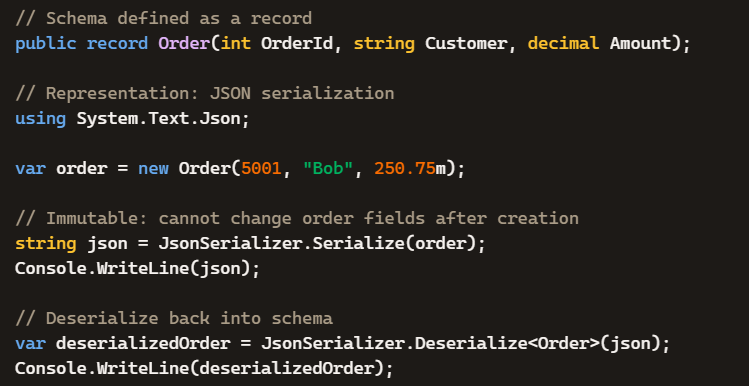 // Schema defined as a record
public record Order(int OrderId, string Customer, decimal Amount);
// Representation: JSON serialization
using System.Text.Json;
var order = new Order(5001, "Bob", 250.75m);
// Immutable: cannot change order fields after creation
string json = JsonSerializer.Serialize(order);
Console.WriteLine(json);
// Deserialize back into schema
var deserializedOrder = JsonSerializer.Deserialize<Order>(json);
Console.WriteLine(deserializedOrder);